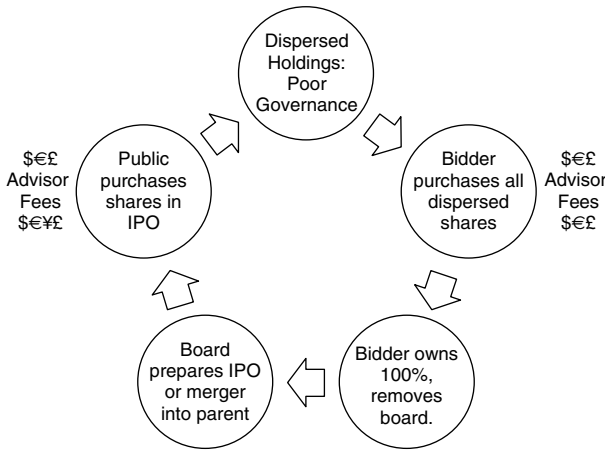 Dispersed
Holdings:
Poor
Governance
$€£
Advisor
Fees
$€¥£
Public
purchases
shares in
IPO
Bidder
purchases all
dispersed
shares
$€£
Advisor
Fees
$€£
Board
prepares IPO
or merger
into parent
Bidder owns
100%,
removes
board.